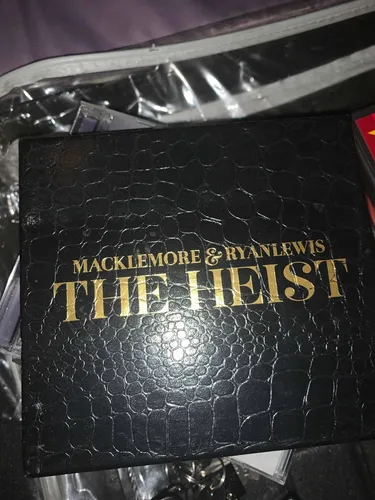 MACKLEMORE & RYAN LEWIS
THE HEIST